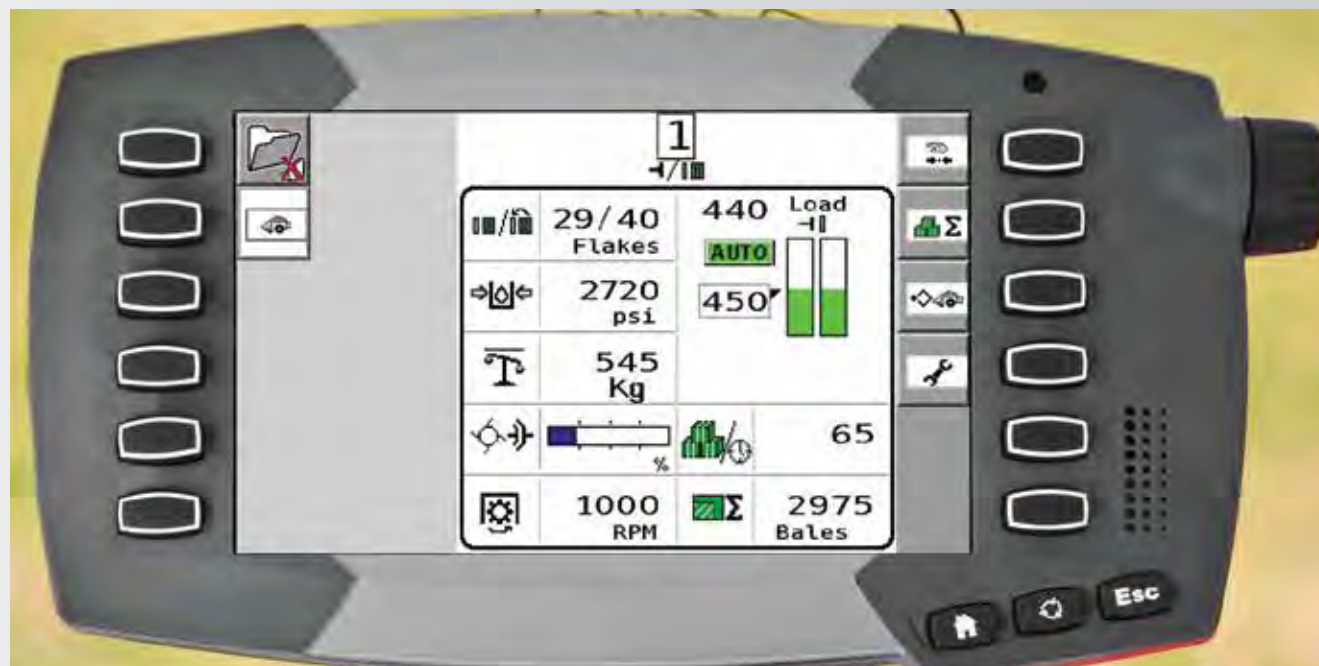 1
29/40
Flakes
440
Load
AUTO
2720
psi
450
545
Kg
65
%
Σ
1000
RPM
Σ
2975
Bales
Esc